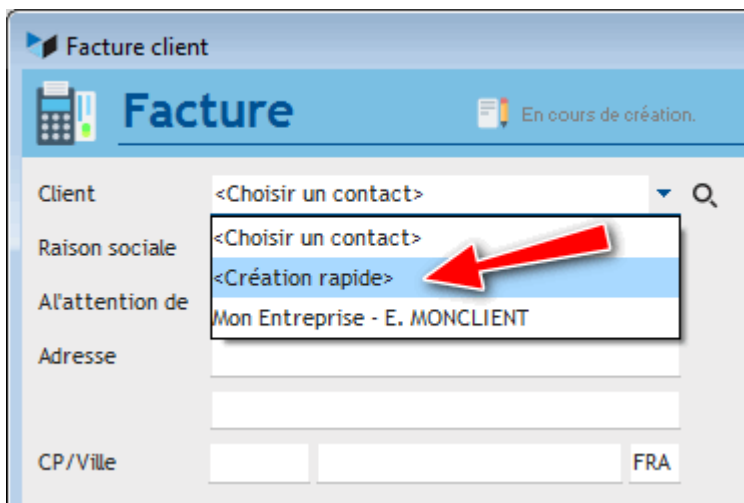 Facture client
Facture
En cours de création.
Client
<Choisir un contact>
<Choisir un contact>
Raison sociale
<Création rapide>
Al'attention de
Mon Entreprise - E. MONCLIENT
Adresse
CP/Ville
FRA